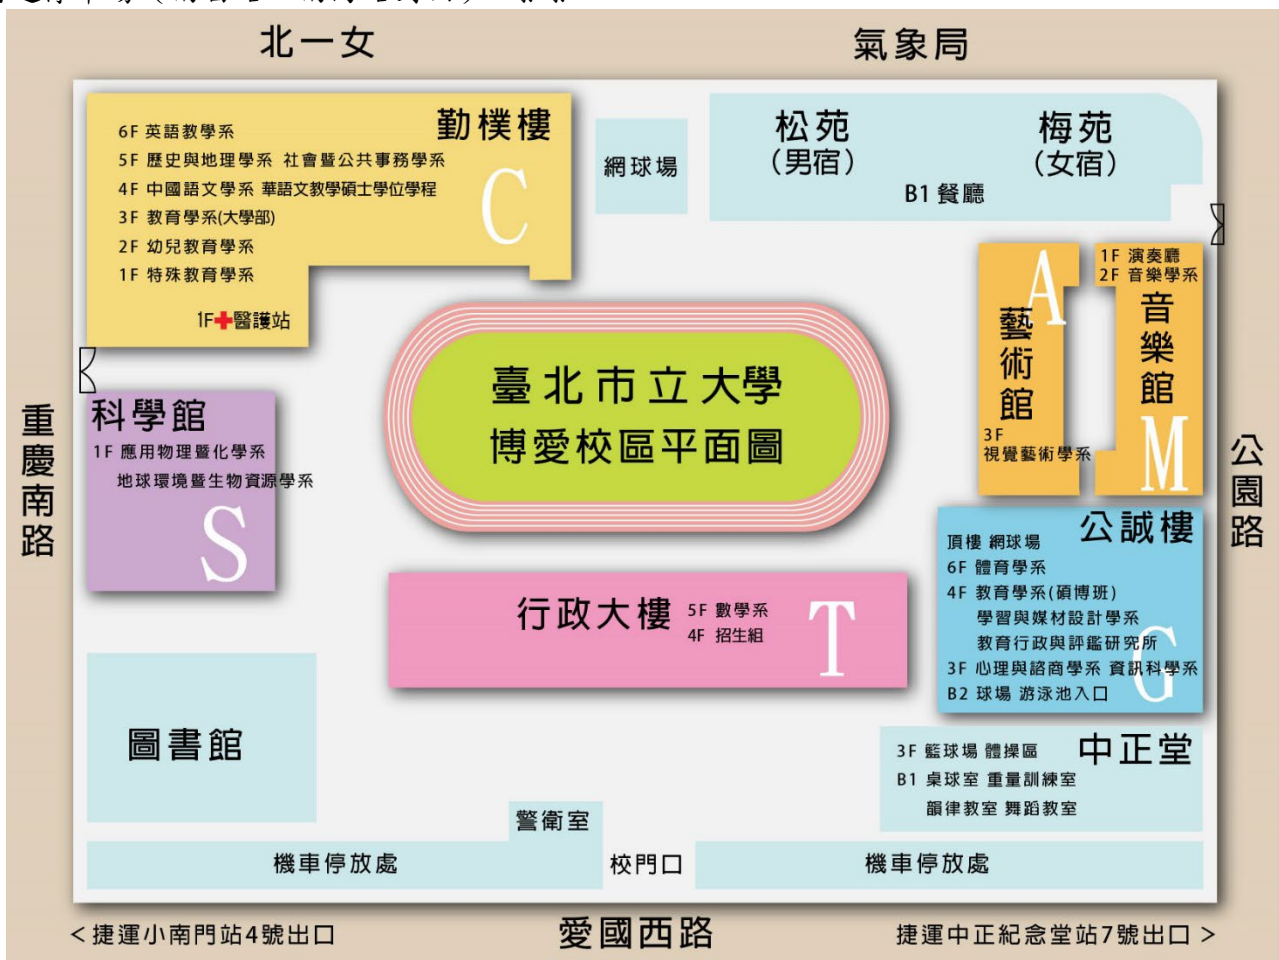 北一女
氣象局
勤樸樓
6F 英語教學系
5F 歷史與地理學系 社會暨公共事務學系
4F 中國語文學系 華語文教學碩士學位學程
3F 教育學系(大學部)
2F 幼兒教育學系
1F 特殊教育學系
C
1F 醫護站
網球場
松苑
(男宿)
梅苑
(女宿)
B1 餐廳
A
藝術館
3F
視覺藝術學系
1F 演奏廳
2F 音樂學系
音樂館
M
臺北市立大學
博愛校區平面圖
重慶南路
科學館
1F 應用物理暨化學系
地球環境暨生物資源學系
S
公園路
公誠樓
頂樓 網球場
6F 體育學系
4F 教育學系(碩博班)
學習與媒材設計學系
教育行政與評鑑研究所
3F 心理與諮商學系 資訊科學系
B2 球場 游泳池入口
G
行政大樓
5F 數學系
4F 招生組
T
圖書館
中正堂
3F 籃球場 體操區
B1 桌球室 重量訓練室
韻律教室 舞蹈教室
警衛室
機車停放處
校門口
機車停放處
<捷運小南門站4號出口
愛國西路
捷運中正紀念堂站7號出口 >